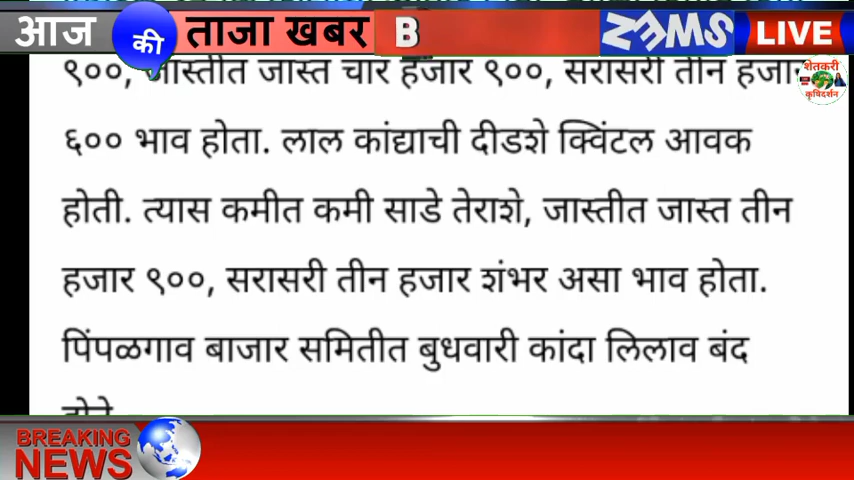 आज की ताजा खबर B NEWS LIVE
शेतकरी
कृषिदर्शन
९००, जास्तीत जास्त चार हजार ९००, सरासरी तीन हजार
६०० भाव होता. लाल कांद्याची दीडशे क्विंटल आवक
होती. त्यास कमीत कमी साडे तेराशे, जास्तीत जास्त तीन
हजार ९००, सरासरी तीन हजार शंभर असा भाव होता.
पिंपळगाव बाजार समितीत बुधवारी कांदा लिलाव बंद
BREAKING
NEWS